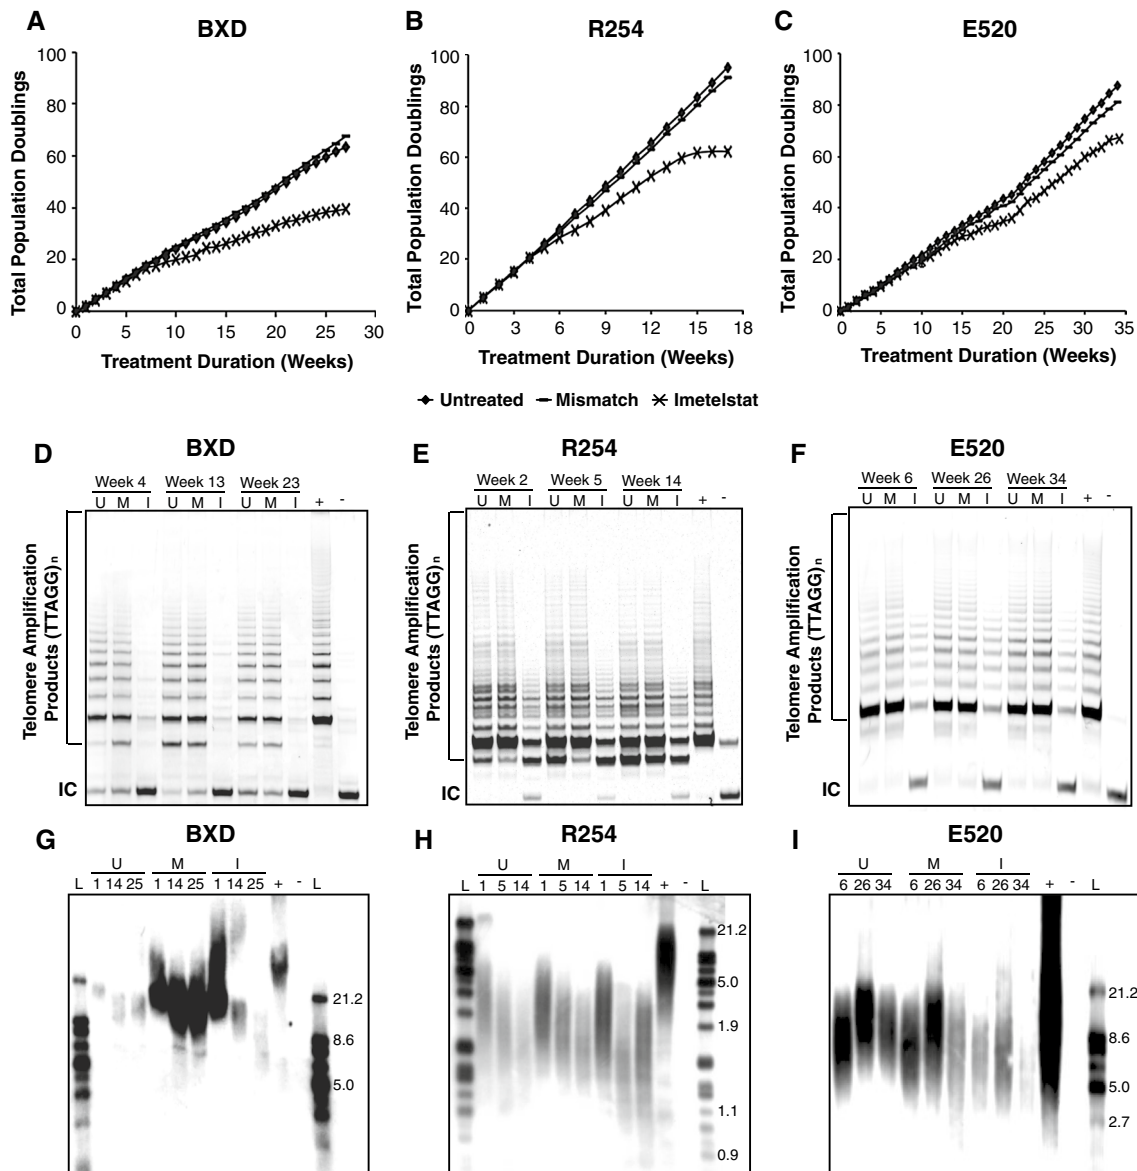 A BXD
Total Population Doublings
100
80
60
40
20
0
0 5 10 15 20 25 30
Treatment Duration (Weeks)
B R254
Total Population Doublings
100
80
60
40
20
0
0 3 6 9 12 15 18
Treatment Duration (Weeks)
C E520
Total Population Doublings
100
80
60
40
20
0
0 5 10 15 20 25 30 35
Treatment Duration (Weeks)
Untreated Mismatch Imetelstat
D BXD
Week 4 Week 13 Week 23
U M I U M I U M I + -
Telomere Amplification
Products (TTAGG)n
IC
E R254
Week 2 Week 5 Week 14
U M I U M I U M I + -
Telomere Amplification
Products (TTAGG)n
IC
F E520
Week 6 Week 26 Week 34
U M I U M I U M I + -
Telomere Amplification
Products (TTAGG)n
IC
G BXD
U M I
L 1 14 25 1 14 25 1 14 25 + - L
21.2
8.6
5.0
H R254
U M I
L 1 5 14 1 5 14 1 5 14 + - L
21.2
5.0
1.9
1.1
0.9
I E520
U M I
6 26 34 6 26 34 6 26 34 + - L
21.2
8.6
5.0
2.7